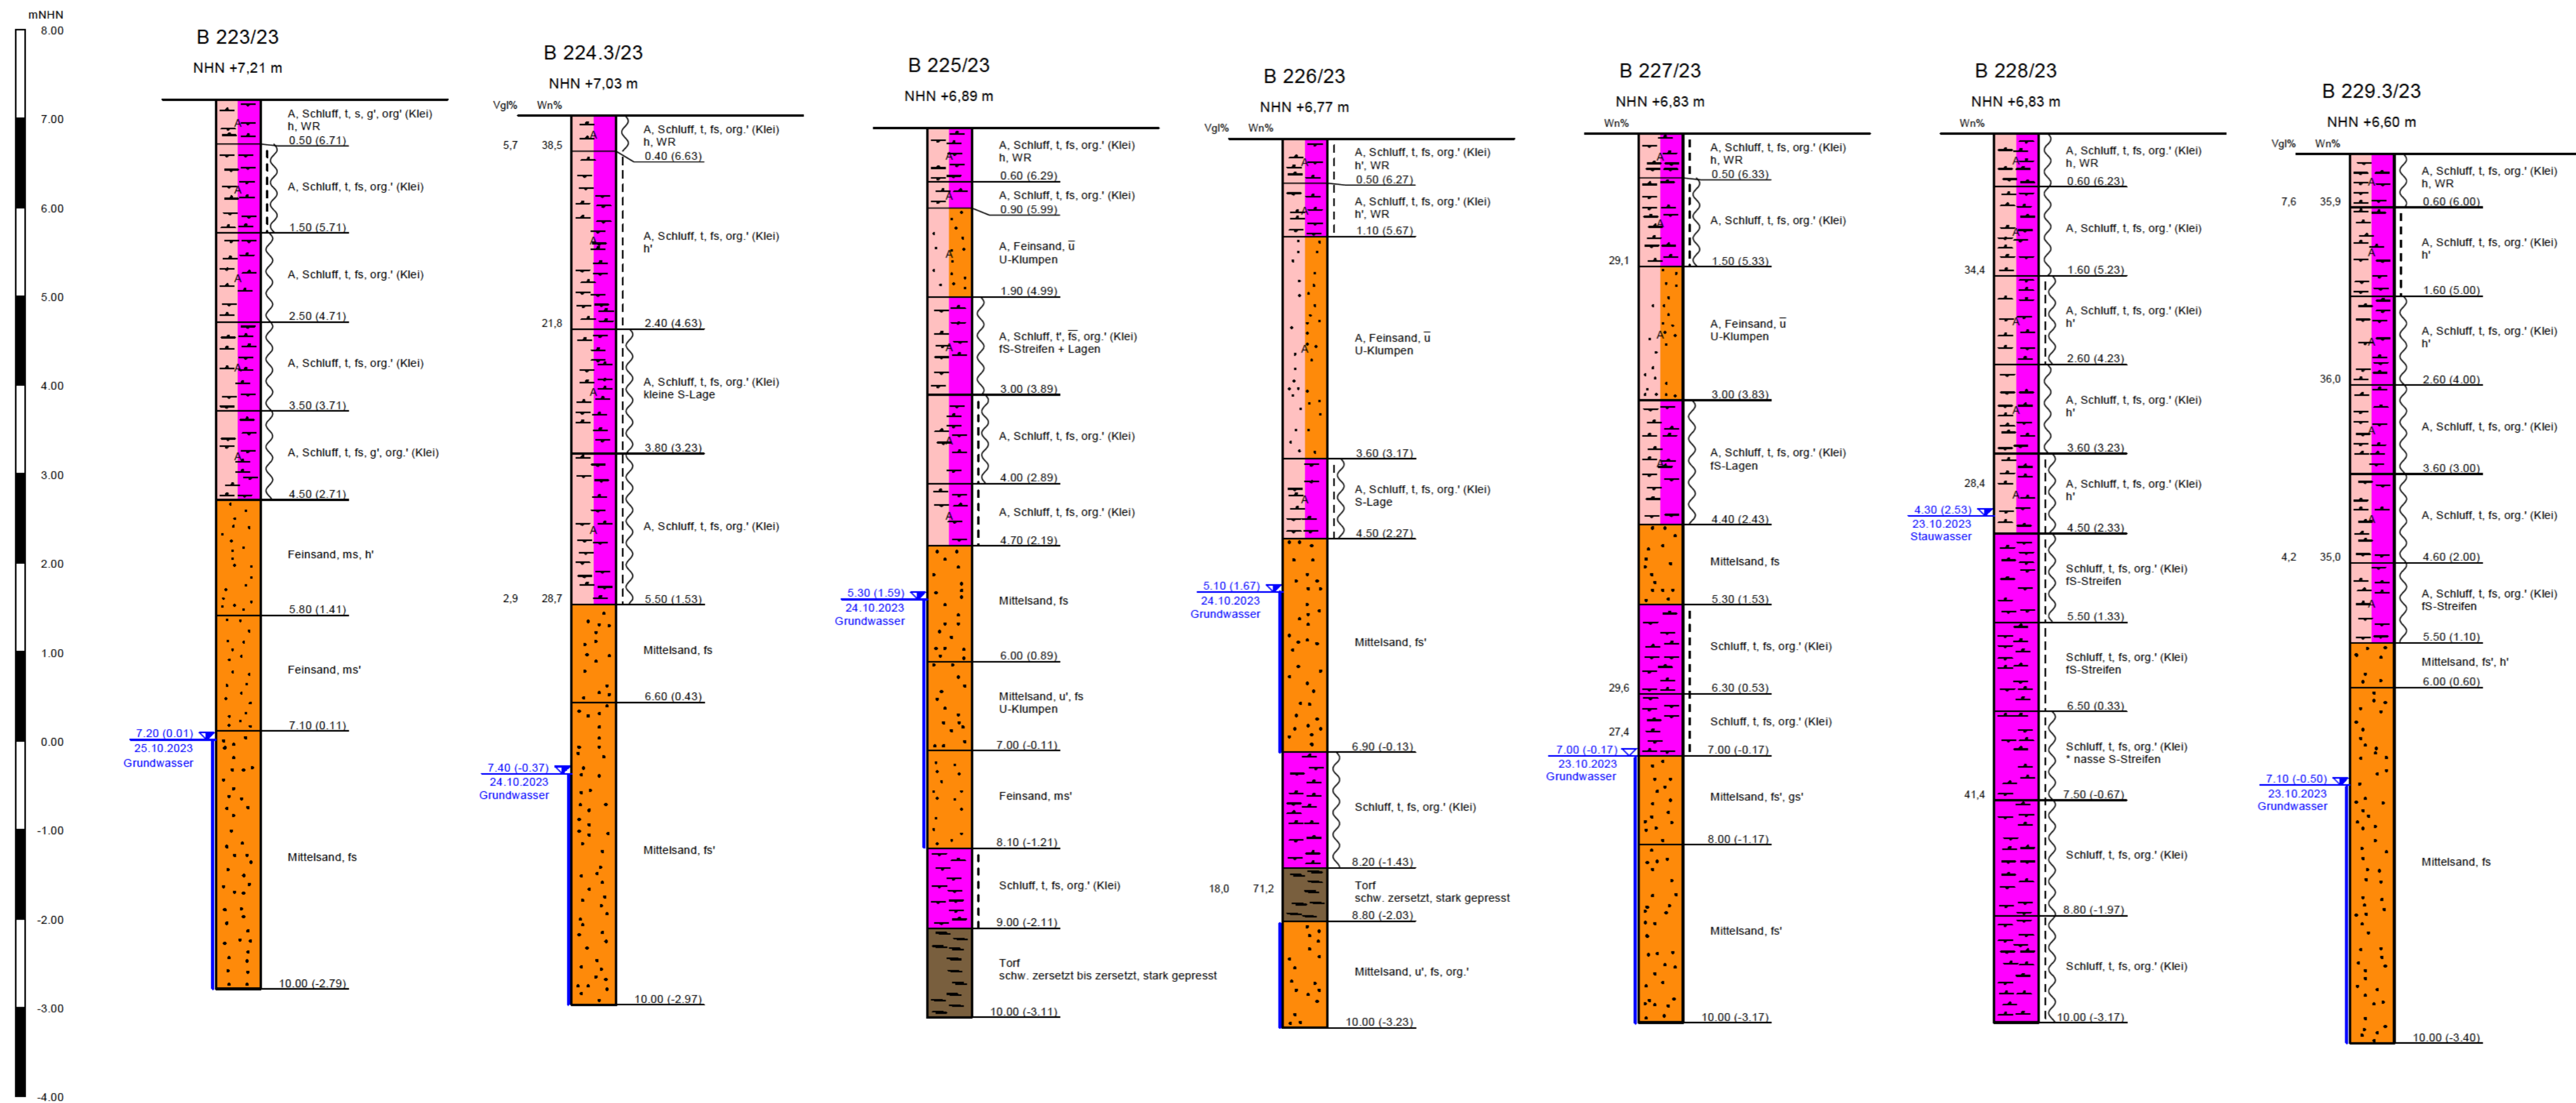 mNHN
8.00
7.00
6.00
5.00
4.00
3.00
2.00
1.00
0.00
-1.00
-2.00
-3.00
-4.00
B 223/23
NHN +7,21 m
A, Schluff, t, s, g', org' (Klei)
h, WR
0.50 (6.71)
A
A, Schluff, t, fs, org.' (Klei)
1.50 (5.71)
A
A, Schluff, t, fs, org.' (Klei)
2.50 (4.71)
A
A, Schluff, t, fs, org.' (Klei)
3.50 (3.71)
A
A, Schluff, t, fs, g', org.' (Klei)
4.50 (2.71)
A
Feinsand, ms, h'
5.80 (1.41)
Feinsand, ms'
7.10 (0.11)
7.20 (0.01)
25.10.2023
Grundwasser
Mittelsand, fs
10.00 (-2.79)
B 224.3/23
NHN +7,03 m
Vgl% Wn%
A, Schluff, t, fs, org.' (Klei)
h, WR
A
5,7 38,5
0.40 (6.63)
A, Schluff, t, fs, org.' (Klei)
h'
A
21,8
2.40 (4.63)
A, Schluff, t, fs, org.' (Klei)
kleine S-Lage
A
3.80 (3.23)
A, Schluff, t, fs, org.' (Klei)
A
2,9 28,7
5.50 (1.53)
Mittelsand, fs
6.60 (0.43)
7.40 (-0.37)
24.10.2023
Grundwasser
Mittelsand, fs'
10.00 (-2.97)
B 225/23
NHN +6,89 m
A, Schluff, t, fs, org.' (Klei)
h, WR
A
0.60 (6.29)
A, Schluff, t, fs, org.' (Klei)
A
0.90 (5.99)
A, Feinsand, u̅
U-Klumpen
A
1.90 (4.99)
A, Schluff, t', f̅s̅, org.' (Klei)
fS-Streifen + Lagen
A
3.00 (3.89)
A, Schluff, t, fs, org.' (Klei)
A
4.00 (2.89)
A, Schluff, t, fs, org.' (Klei)
A
4.70 (2.19)
5.30 (1.59)
24.10.2023
Grundwasser
Mittelsand, fs
6.00 (0.89)
Mittelsand, u', fs
U-Klumpen
7.00 (-0.11)
Feinsand, ms'
8.10 (-1.21)
Schluff, t, fs, org.' (Klei)
9.00 (-2.11)
Torf
schw. zersetzt bis zersetzt, stark gepresst
10.00 (-3.11)
B 226/23
NHN +6,77 m
Vgl% Wn%
A, Schluff, t, fs, org.' (Klei)
h', WR
A
0.50 (6.27)
A, Schluff, t, fs, org.' (Klei)
h', WR
A
1.10 (5.67)
A, Feinsand, u̅
U-Klumpen
A
3.60 (3.17)
A, Schluff, t, fs, org.' (Klei)
S-Lage
A
4.50 (2.27)
5.10 (1.67)
24.10.2023
Grundwasser
Mittelsand, fs'
6.90 (-0.13)
Schluff, t, fs, org.' (Klei)
8.20 (-1.43)
18,0 71,2
Torf
schw. zersetzt, stark gepresst
8.80 (-2.03)
Mittelsand, u', fs, org.'
10.00 (-3.23)
B 227/23
NHN +6,83 m
Wn%
A, Schluff, t, fs, org.' (Klei)
h, WR
A
0.50 (6.33)
A, Schluff, t, fs, org.' (Klei)
A
29,1
1.50 (5.33)
A, Feinsand, u̅
U-Klumpen
A
3.00 (3.83)
A, Schluff, t, fs, org.' (Klei)
fS-Lagen
A
4.40 (2.43)
Mittelsand, fs
5.30 (1.53)
Schluff, t, fs, org.' (Klei)
29,6
6.30 (0.53)
Schluff, t, fs, org.' (Klei)
27,4
7.00 (-0.17)
7.00 (-0.17)
23.10.2023
Grundwasser
Mittelsand, fs', gs'
8.00 (-1.17)
Mittelsand, fs'
10.00 (-3.17)
B 228/23
NHN +6,83 m
Wn%
A, Schluff, t, fs, org.' (Klei)
h, WR
A
0.60 (6.23)
A, Schluff, t, fs, org.' (Klei)
A
34,4
1.60 (5.23)
A, Schluff, t, fs, org.' (Klei)
h'
A
2.60 (4.23)
A, Schluff, t, fs, org.' (Klei)
h'
A
3.60 (3.23)
28,4
A, Schluff, t, fs, org.' (Klei)
h'
A
4.30 (2.53)
23.10.2023
Stauwasser
4.50 (2.33)
Schluff, t, fs, org.' (Klei)
fS-Streifen
5.50 (1.33)
Schluff, t, fs, org.' (Klei)
fS-Streifen
6.50 (0.33)
Schluff, t, fs, org.' (Klei)
* nasse S-Streifen
41,4
7.50 (-0.67)
Schluff, t, fs, org.' (Klei)
8.80 (-1.97)
Schluff, t, fs, org.' (Klei)
10.00 (-3.17)
B 229.3/23
NHN +6,60 m
Vgl% Wn%
A, Schluff, t, fs, org.' (Klei)
h, WR
A
7,6 35,9
0.60 (6.00)
A, Schluff, t, fs, org.' (Klei)
h'
A
1.60 (5.00)
A, Schluff, t, fs, org.' (Klei)
h'
A
36,0
2.60 (4.00)
A, Schluff, t, fs, org.' (Klei)
A
3.60 (3.00)
A, Schluff, t, fs, org.' (Klei)
A
4,2 35,0
4.60 (2.00)
A, Schluff, t, fs, org.' (Klei)
fS-Streifen
A
5.50 (1.10)
Mittelsand, fs', h'
6.00 (0.60)
7.10 (-0.50)
23.10.2023
Grundwasser
Mittelsand, fs
10.00 (-3.40)